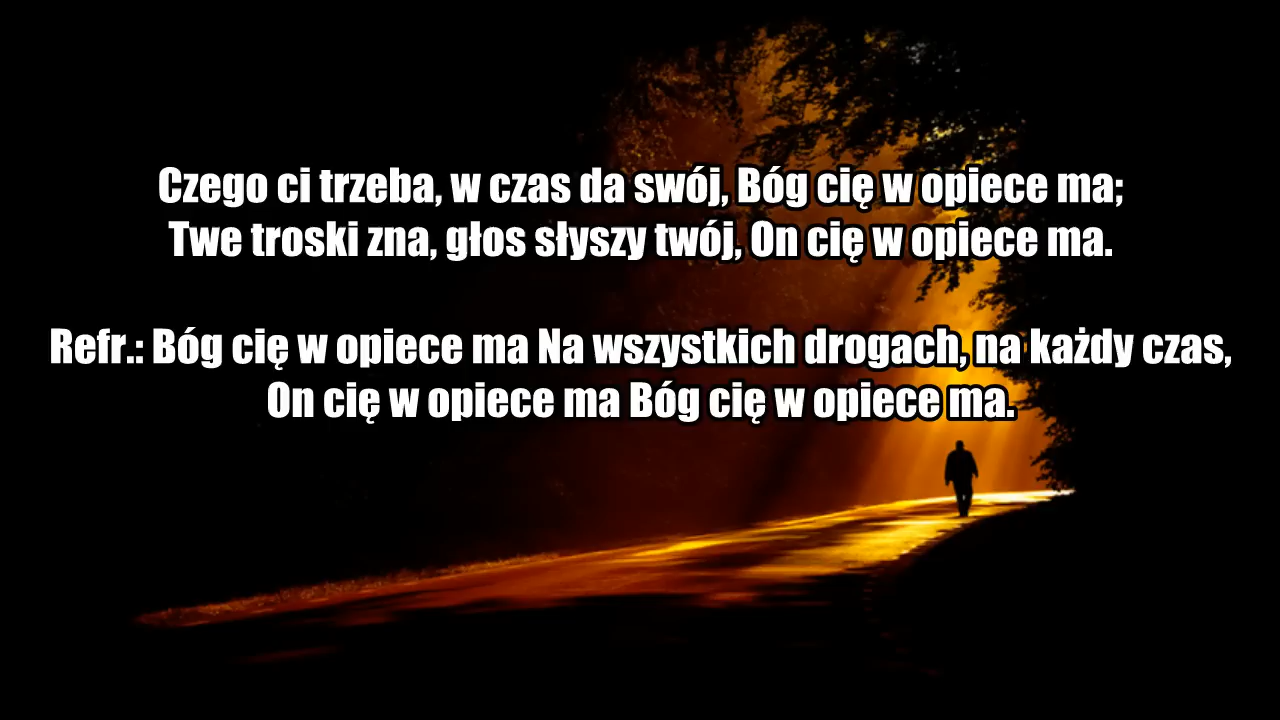 Czego ci trzeba, w czas da swój, Bóg cię w opiece ma;
Twe troski zna, głos słyszy twój, On cię w opiece ma.
Refr.: Bóg cię w opiece ma Na wszystkich drogach, na każdy czas,
On cię w opiece ma Bóg cię w opiece ma.